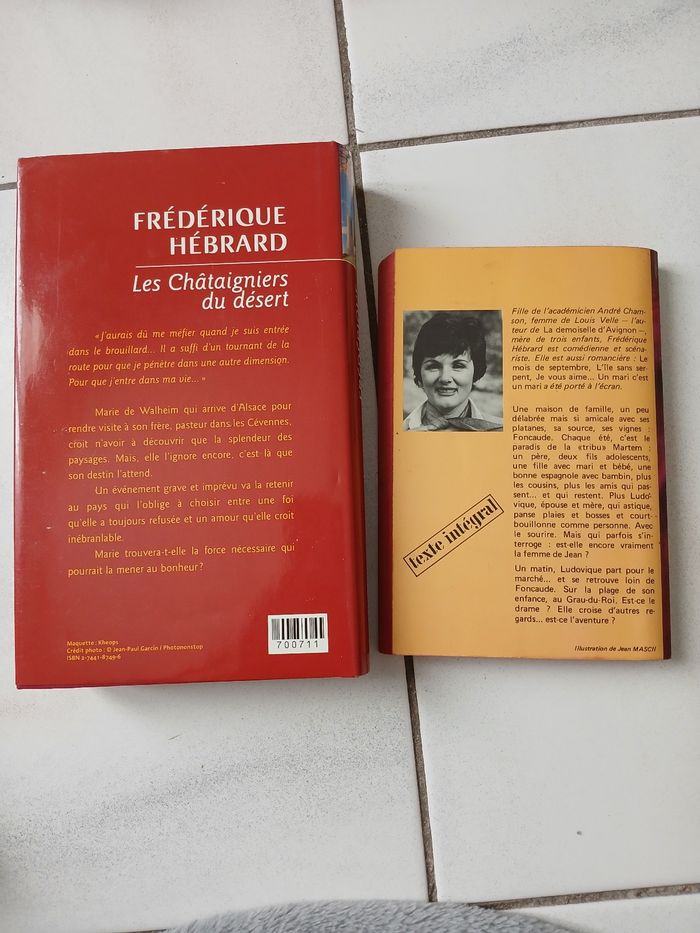 FRÉDÉRIQUE
HÉBRARD
Les Châtaigniers
du désert
« J'aurais dû me méfier quand je suis entrée
dans le brouillard... Il a suffi d'un tournant de la
route pour que je pénètre dans une autre dimension.
Pour que j'entre dans ma vie... »
Marie de Walheim qui arrive d'Alsace pour
rendre visite à son frère, pasteur dans les Cévennes,
croit n'avoir à découvrir que la splendeur des
paysages. Mais, elle l'ignore encore, c'est là que
son destin l'attend.
Un événement grave et imprévu va la retenir
au pays qui l'oblige à choisir entre une foi
qu'elle a toujours refusée et un amour qu'elle croit
inébranlable.
Marie trouvera-t-elle la force nécessaire qui
pourrait la mener au bonheur ?
Maquette : Kheops
Crédit photo : © Jean-Paul Garcin / Photononstop
ISBN 2-7441-8749-6
700711
Fille de l'académicien André Cham-
son, femme de Louis Velle — l'au-
teur de La demoiselle d'Avignon —,
mère de trois enfants, Frédérique
Hébrard est comédienne et scéna-
riste. Elle est aussi romancière : Le
mois de septembre, L'île sans ser-
pent, Je vous aime... Un mari c'est
un mari a été porté à l'écran.
Une maison de famille, un peu
délabrée mais si amicale avec ses
platanes, sa source, ses vignes :
Foncaude. Chaque été, c'est le
paradis de la «tribu» Martem :
un père, deux fils adolescents,
une fille avec mari et bébé, une
bonne espagnole avec bambin, plus
les cousins, plus les amis qui pas-
sent... et qui restent. Plus Ludo-
vique, épouse et mère, qui astique,
panse plaies et bosses et court-
bouillonne comme personne. Avec
le sourire. Mais qui parfois s'in-
terroge : est-elle encore vraiment
la femme de Jean ?
Un matin, Ludovique part pour le
marché... et se retrouve loin de
Foncaude. Sur la plage de son
enfance, au Grau-du-Roi. Est-ce le
drame ? Elle croise d'autres re-
gards... est-ce l'aventure ?
texte intégral
Illustration de Jean MASCII